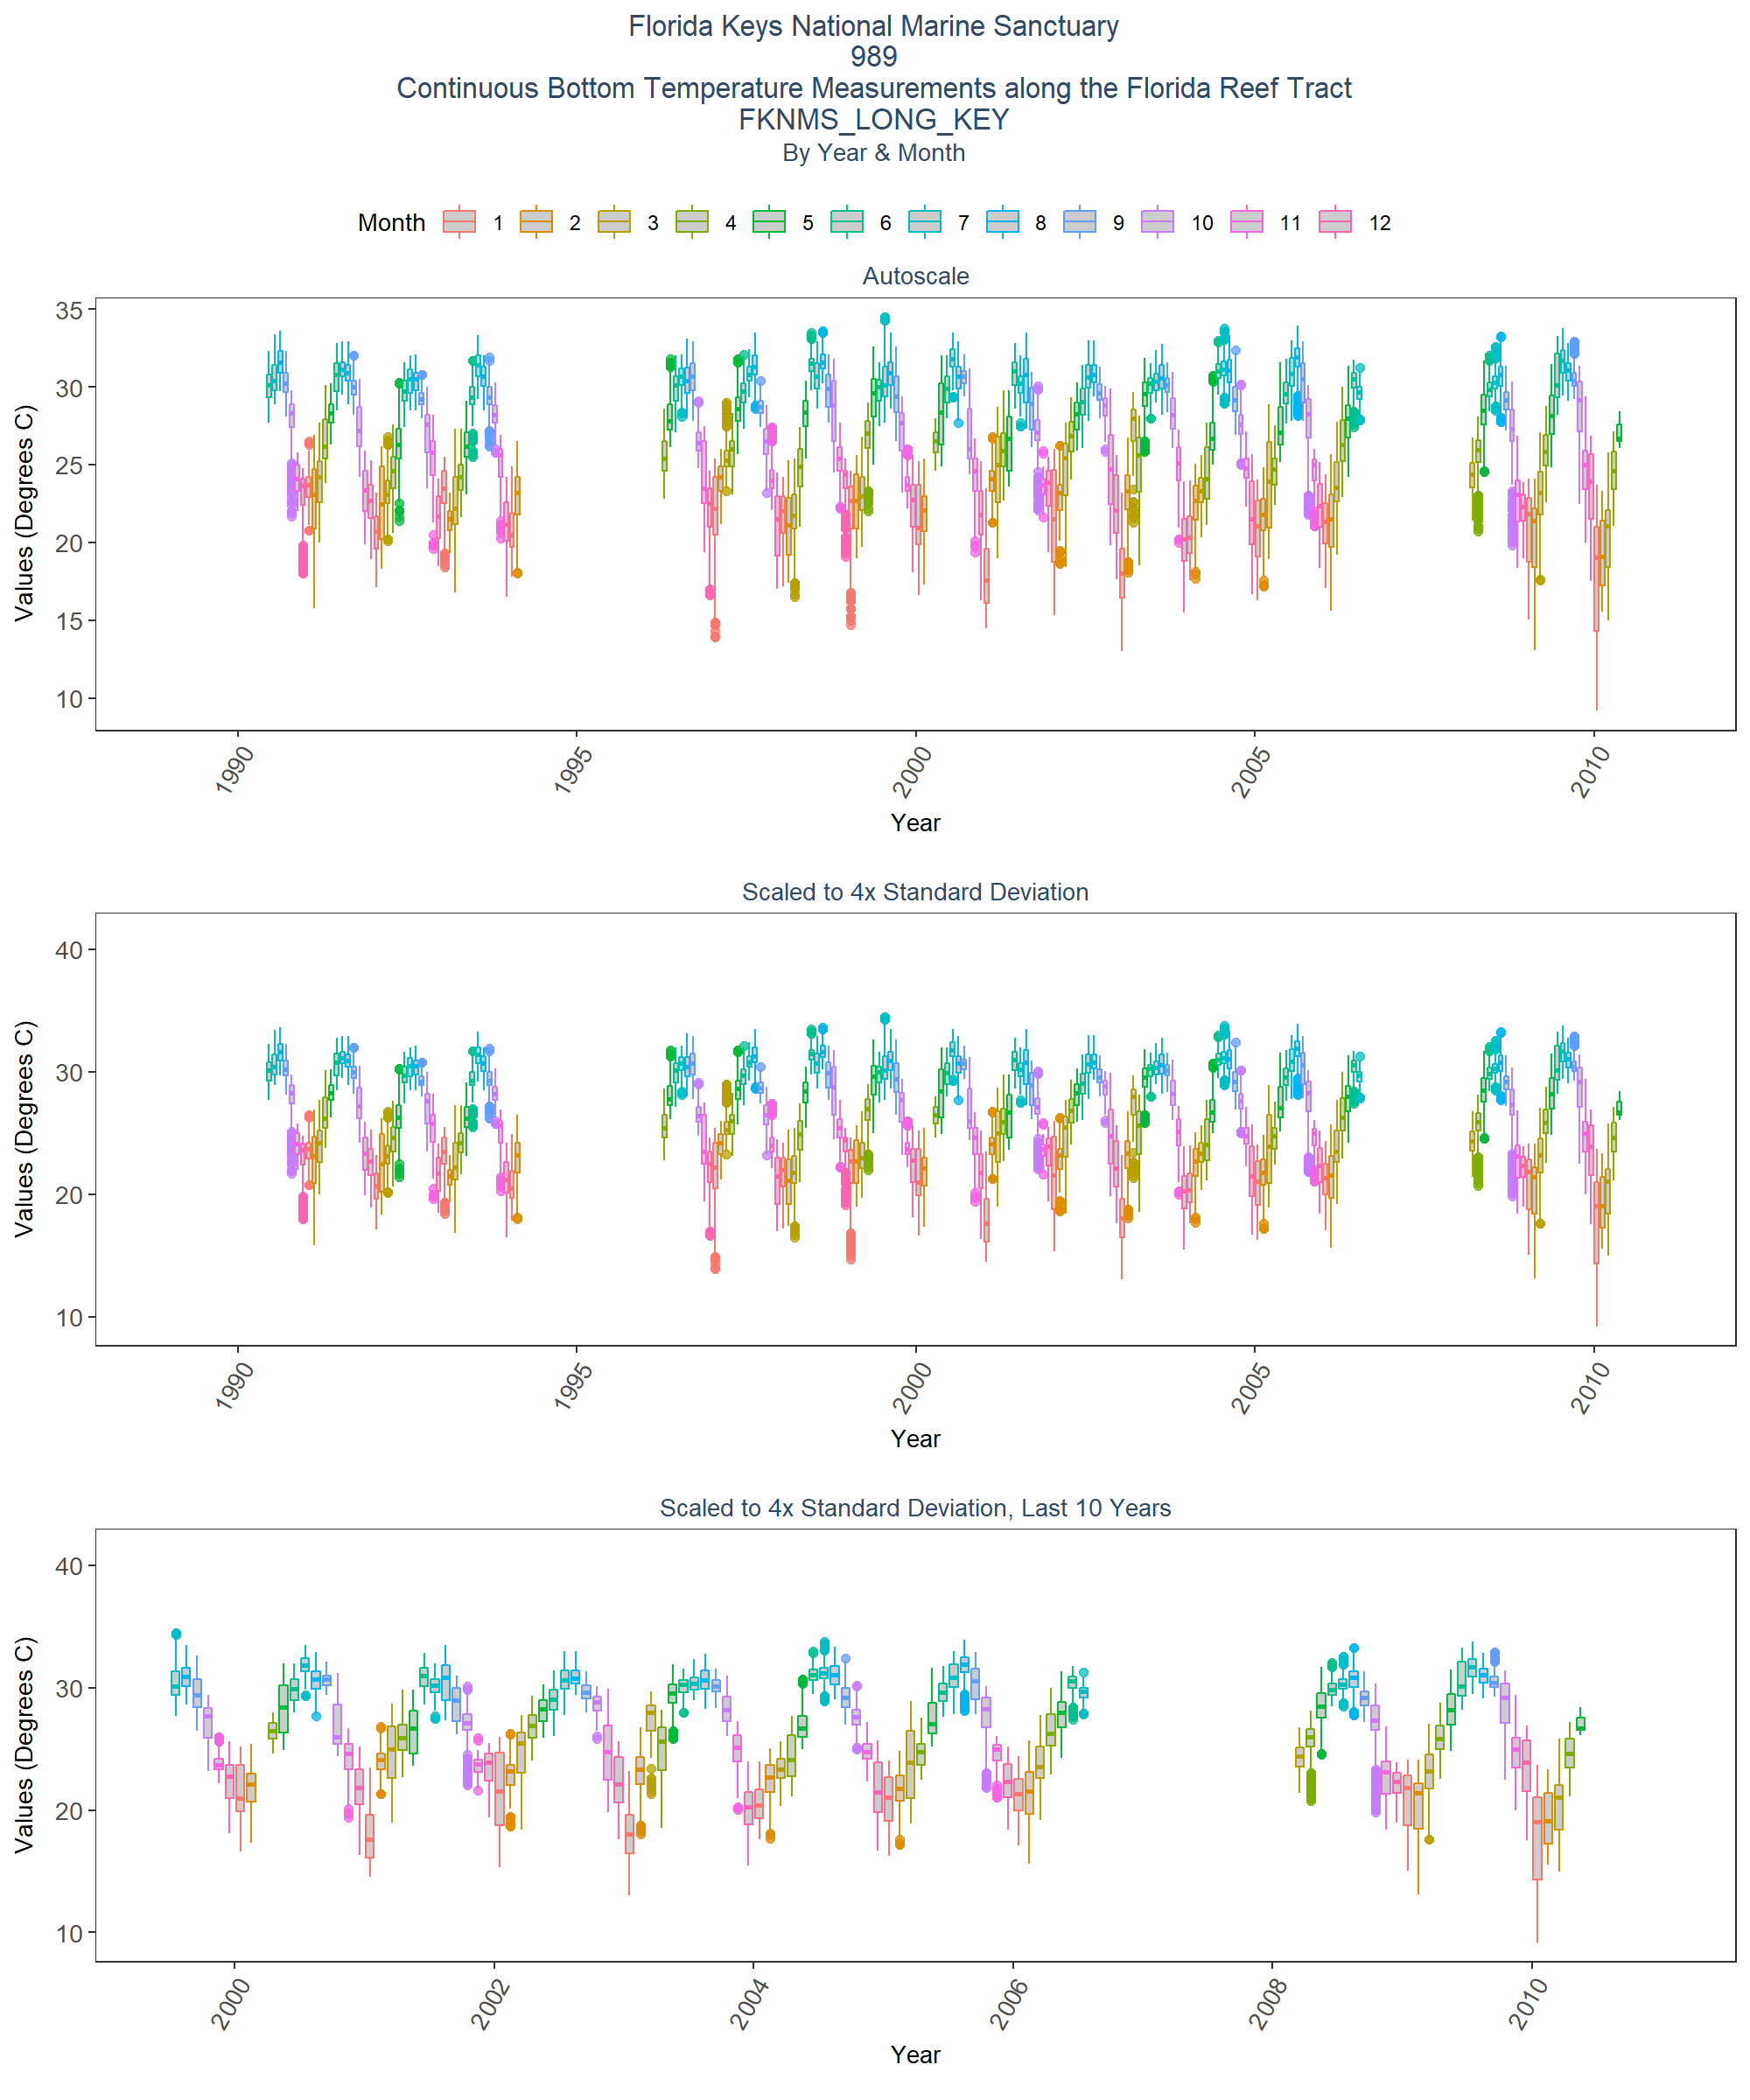 Florida Keys National Marine Sanctuary
989
Continuous Bottom Temperature Measurements along the Florida Reef Tract
FKNMS_LONG_KEY
By Year & Month
Month 1 2 3 4 5 6 7 8 9 10 11 12
Autoscale
Values (Degrees C)
35
30
25
20
15
10
1990 1995 2000 2005 2010
Year
Scaled to 4x Standard Deviation
Values (Degrees C)
40
30
20
10
1990 1995 2000 2005 2010
Year
Scaled to 4x Standard Deviation, Last 10 Years
Values (Degrees C)
40
30
20
10
2000 2002 2004 2006 2008 2010
Year